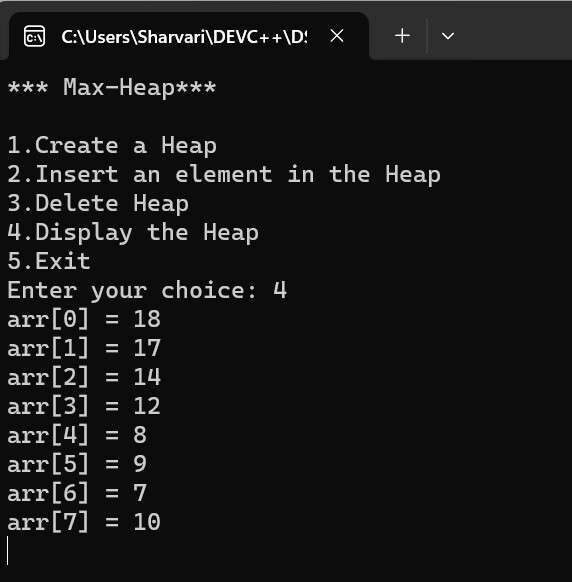 C:\Users\Sharvari\DEVC++\DS
*** Max-Heap***
1.Create a Heap
2.Insert an element in the Heap
3.Delete Heap
4.Display the Heap
5.Exit
Enter your choice: 4
arr[0] = 18
arr[1] = 17
arr[2] = 14
arr[3] = 12
arr[4] = 8
arr[5] = 9
arr[6] = 7
arr[7] = 10